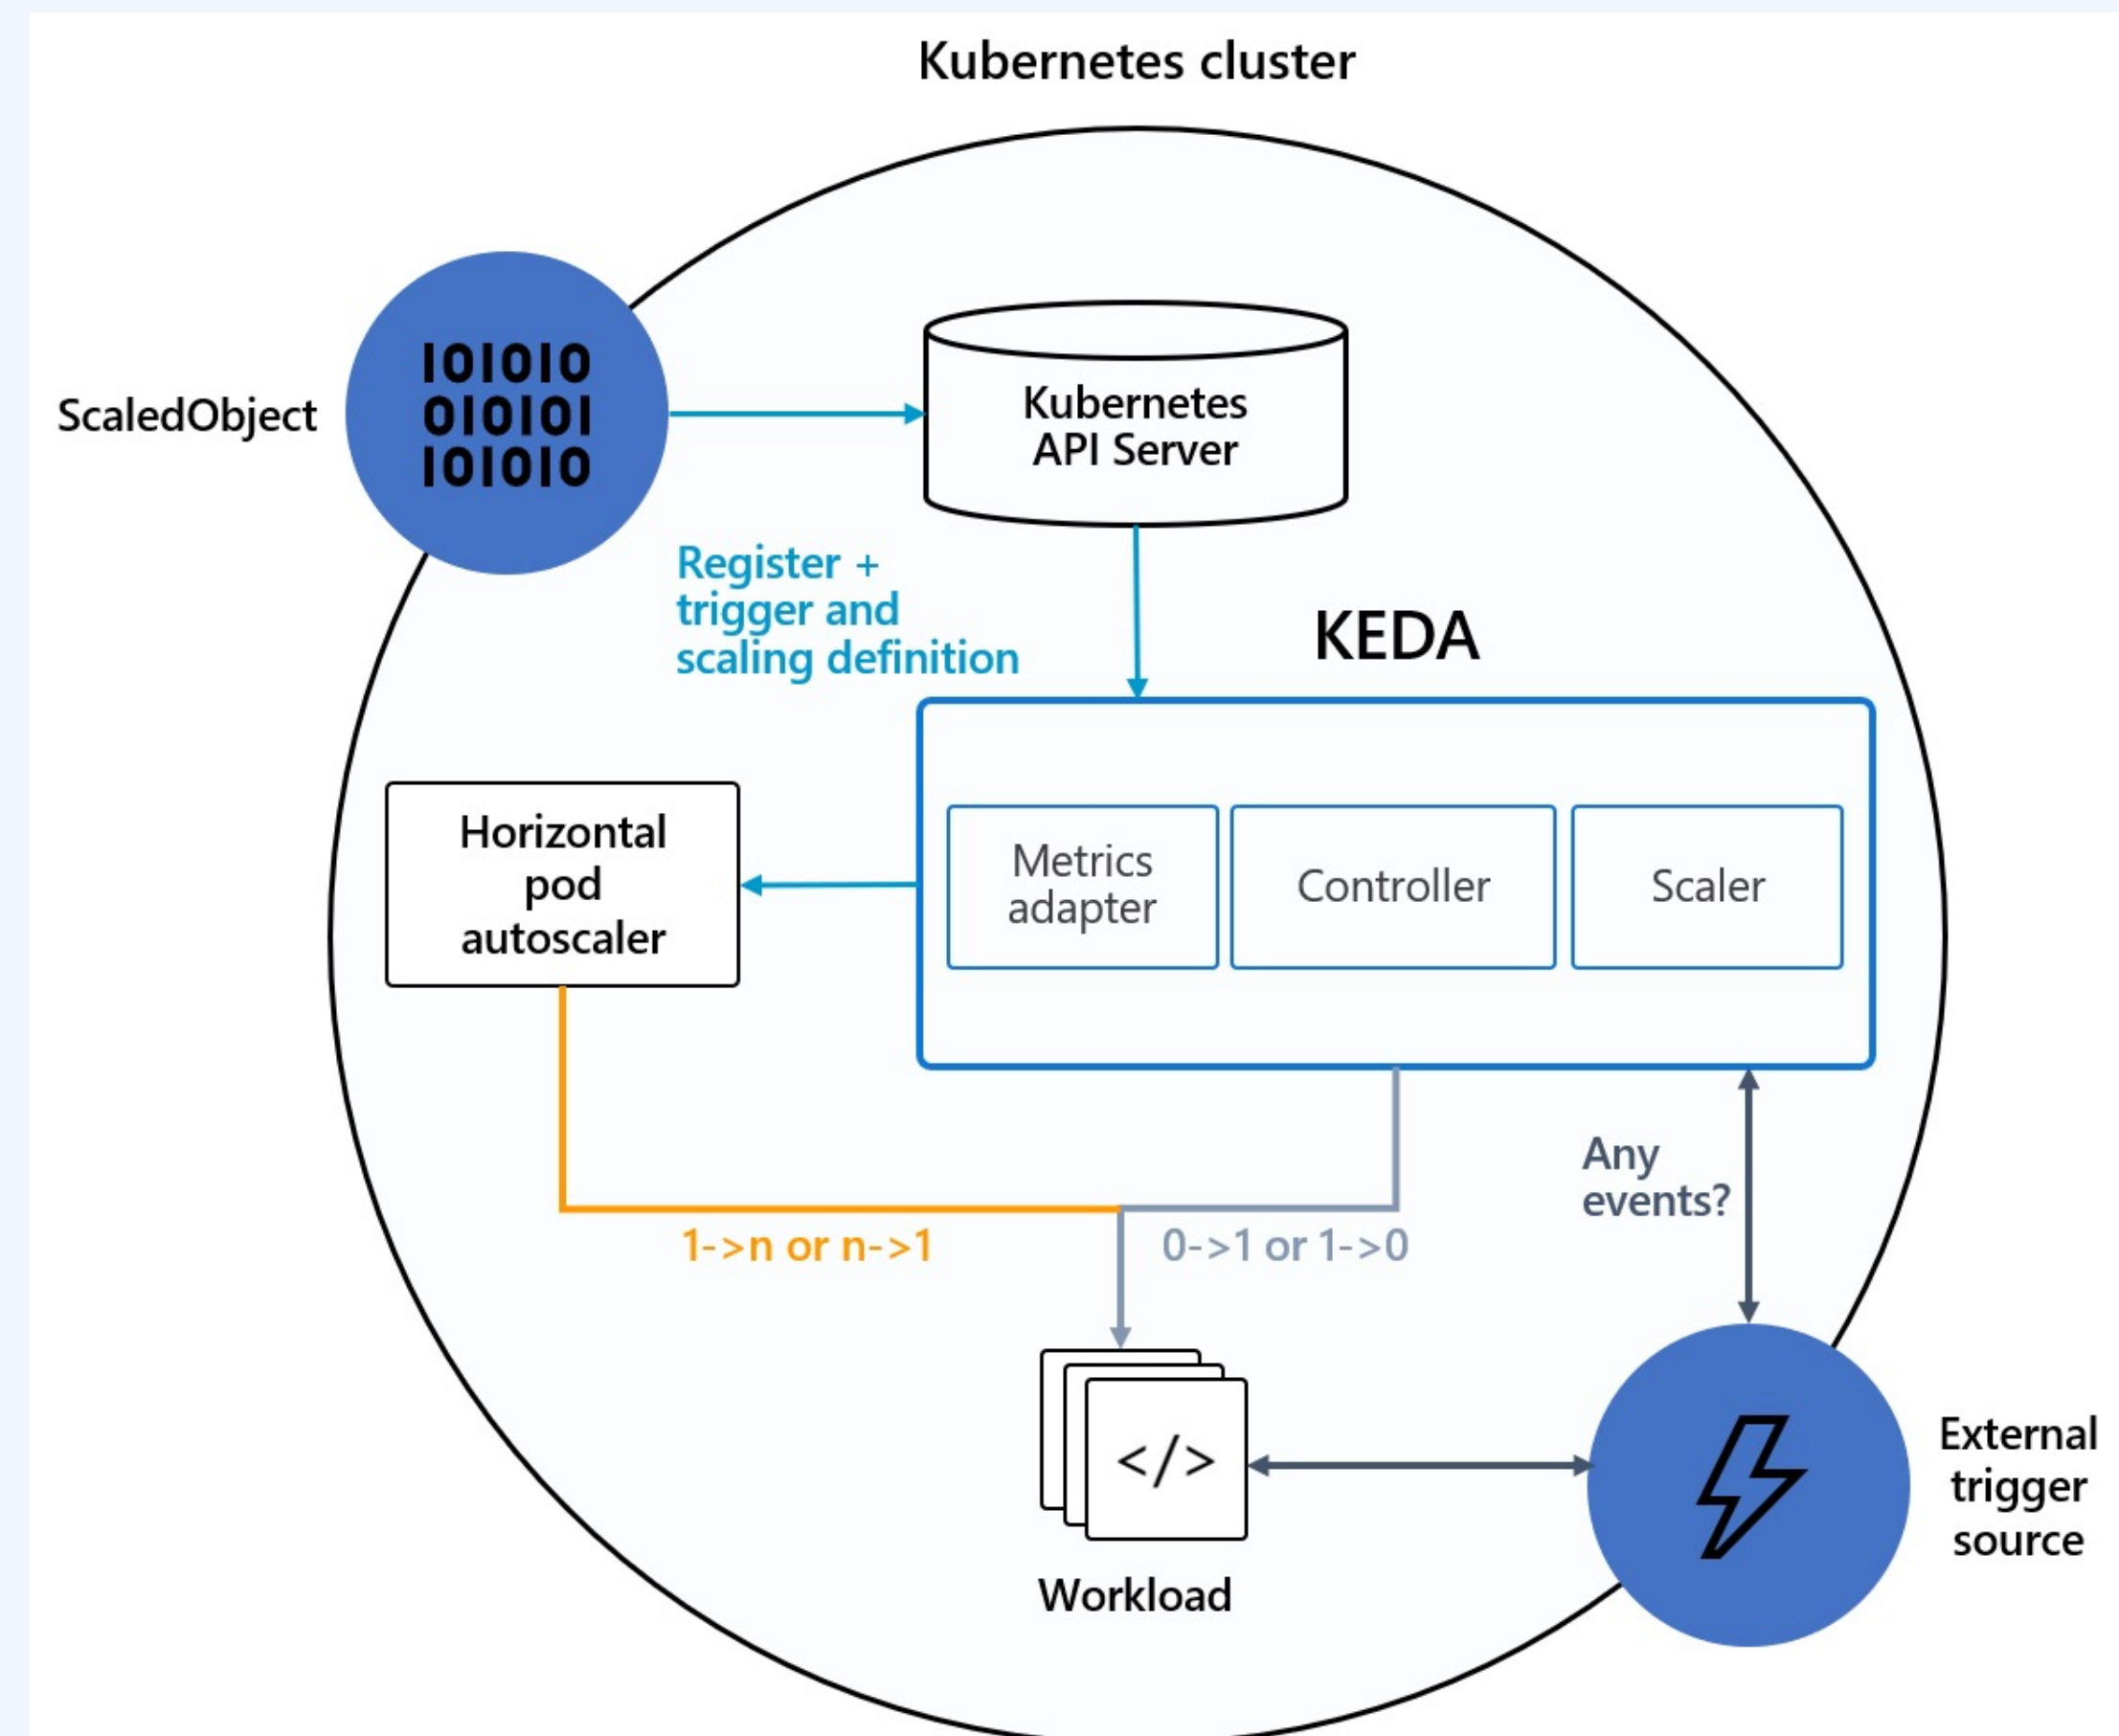 Kubernetes cluster
101010
010101
101010
ScaledObject
Kubernetes
API Server
Register +
trigger and
scaling definition
KEDA
Horizontal
pod
autoscaler
Metrics
adapter
Controller
Scaler
Any
events?
1->n or n->1
0->1 or 1->0
</>
External
trigger
source
Workload